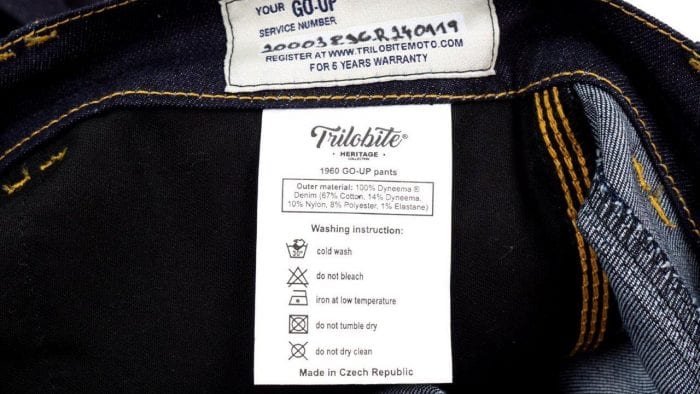 YOUR GO-UP
SERVICE NUMBER
REGISTER AT WWW.TRILOBITEMOTO.COM
FOR 5 YEARS WARRANTY
Trilobite®
HERITAGE
COLLECTION
1960 GO-UP pants
Outer material: 100% Dyneema ®
Denim (67% Cotton, 14% Dyneema,
10% Nylon, 8% Polyester, 1% Elastane)
Washing instruction:
30° cold wash
do not bleach
iron at low temperature
do not tumble dry
do not dry clean
Made in Czech Republic